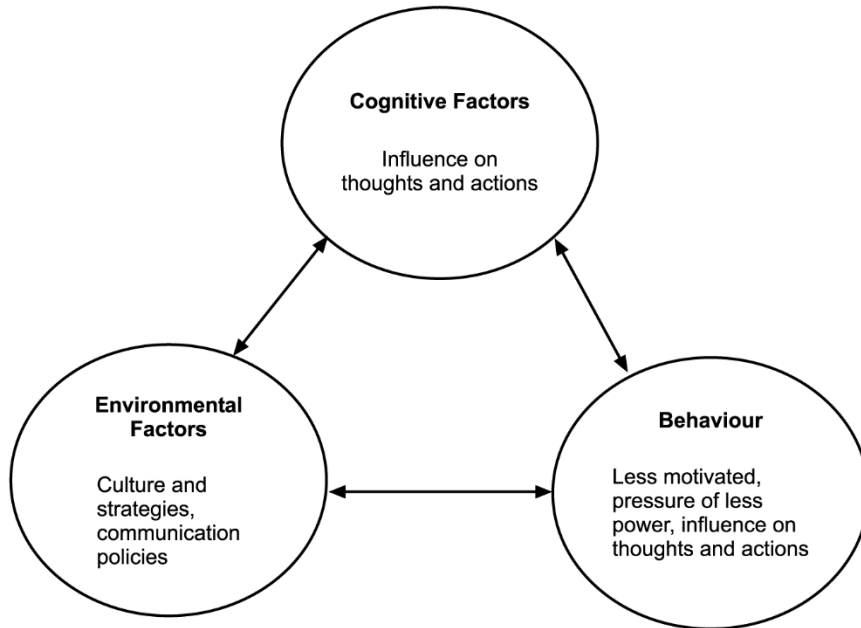 Cognitive Factors
Influence on
thoughts and actions
Environmental
Factors
Culture and
strategies,
communication
policies
Behaviour
Less motivated,
pressure of less
power, influence on
thoughts and actions